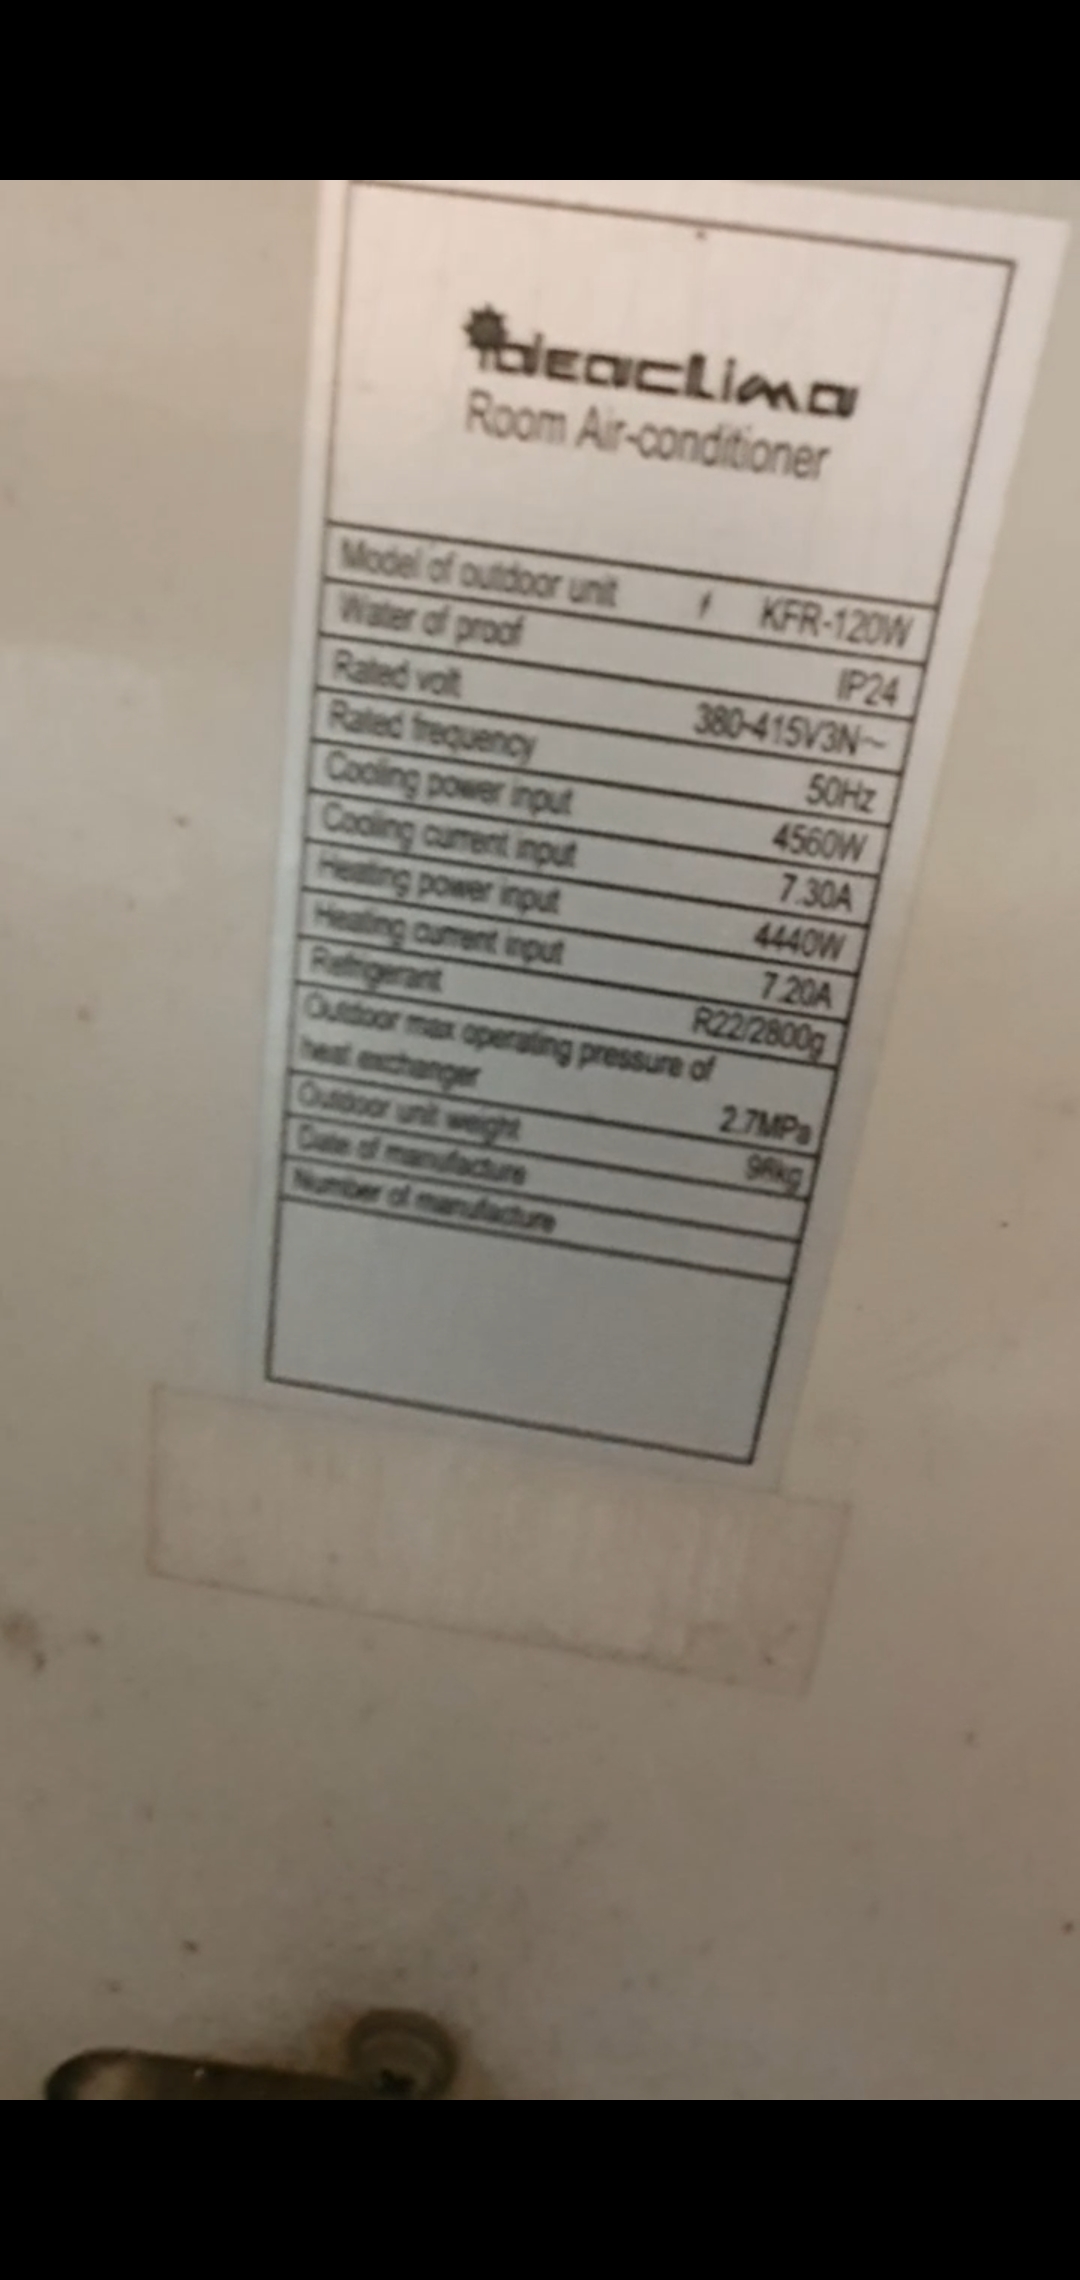 ideaclima
Room Air-conditioner
Model of outdoor unit KFR-120W
Water of proof IP24
Rated volt 380-415V3N~
Rated frequency 50Hz
Cooling power input 4560W
Cooling current input 7.30A
Heating power input 4440W
Heating current input 7.20A
Refrigerant R22/2800g
Outdoor max operating pressure of
heat exchanger 2.7MPa
Outdoor unit weight
Date of manufacture
Number of manufacture